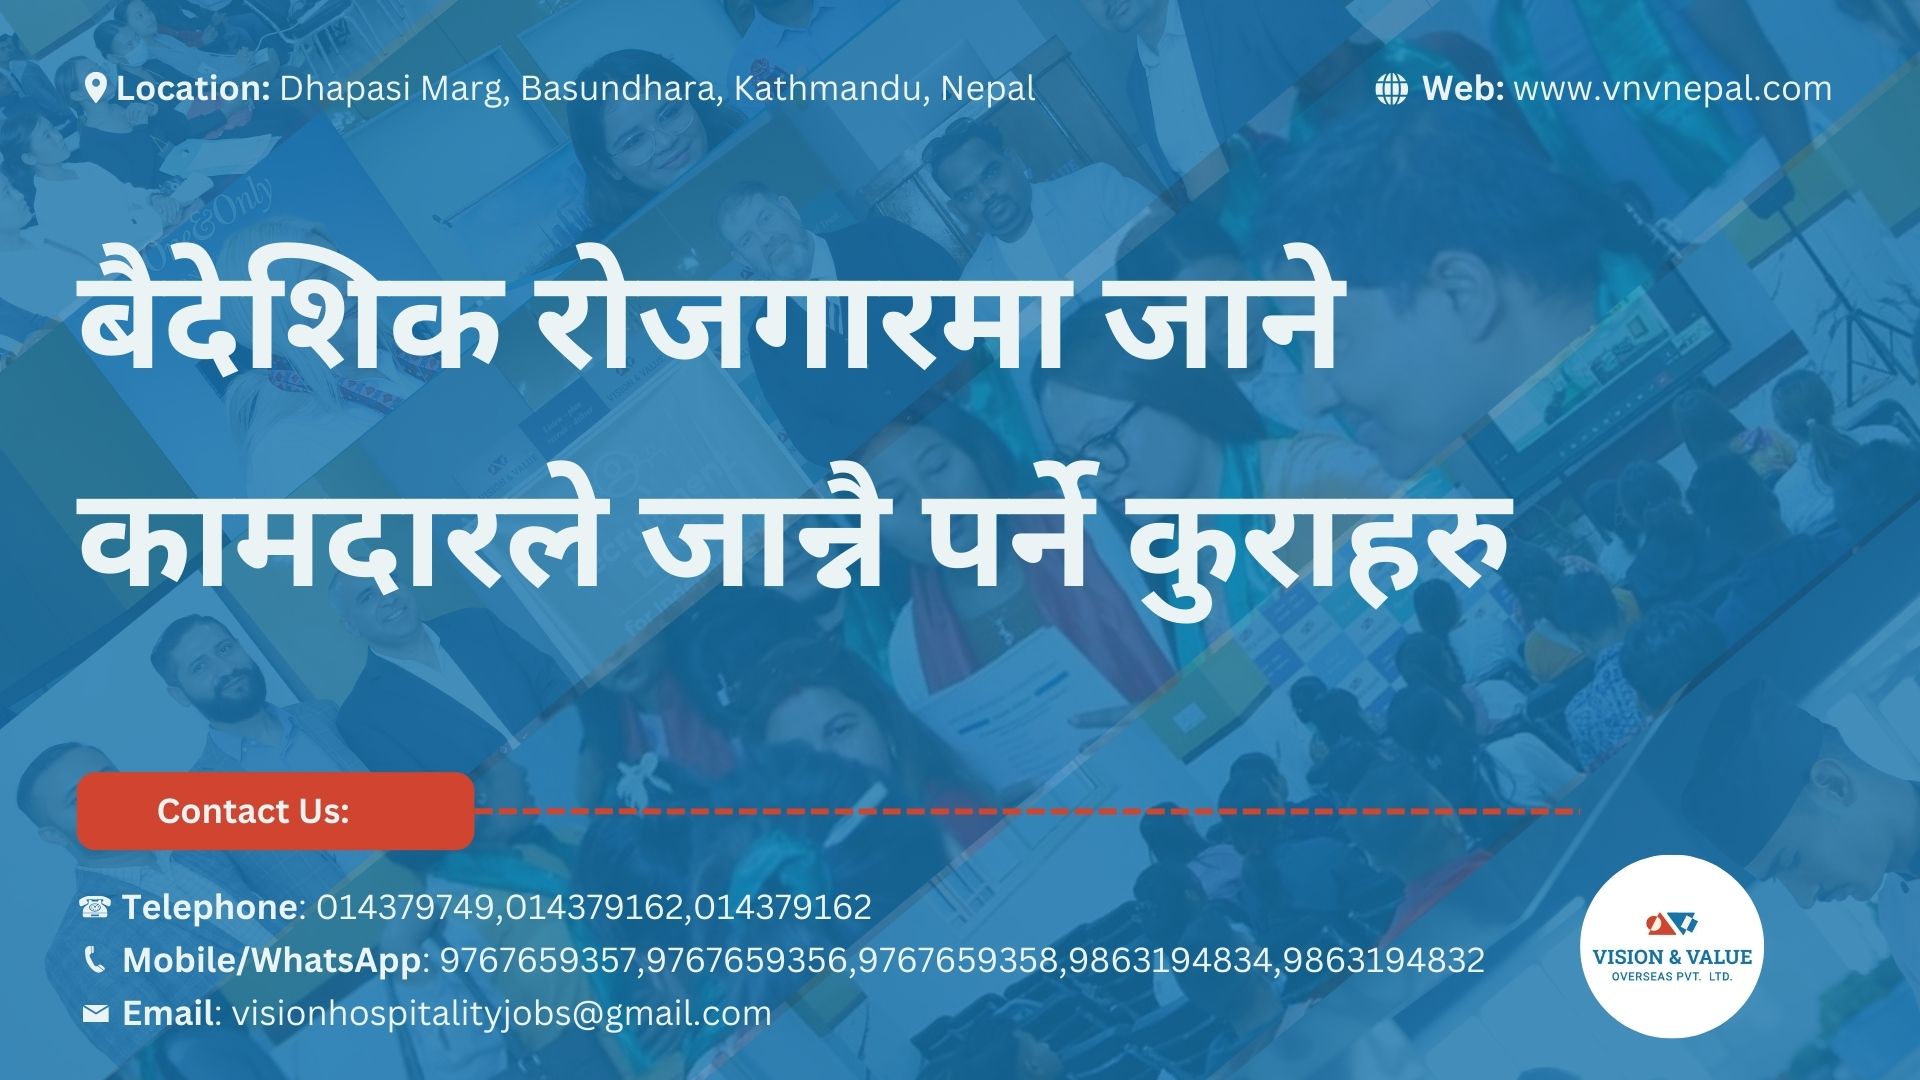 Location: Dhapasi Marg, Basundhara, Kathmandu, Nepal
Web: www.vnvnepal.com
One&Only
बैदेशिक रोजगारमा जाने
कामदारले जान्नै पर्ने कुराहरु
Contact Us:
Telephone: 014379749,014379162,014379162
Mobile/WhatsApp: 9767659357,9767659356,9767659358,9863194834,9863194832
Email: visionhospitalityjobs@gmail.com
VISION & VALUE
OVERSEAS PVT. LTD.